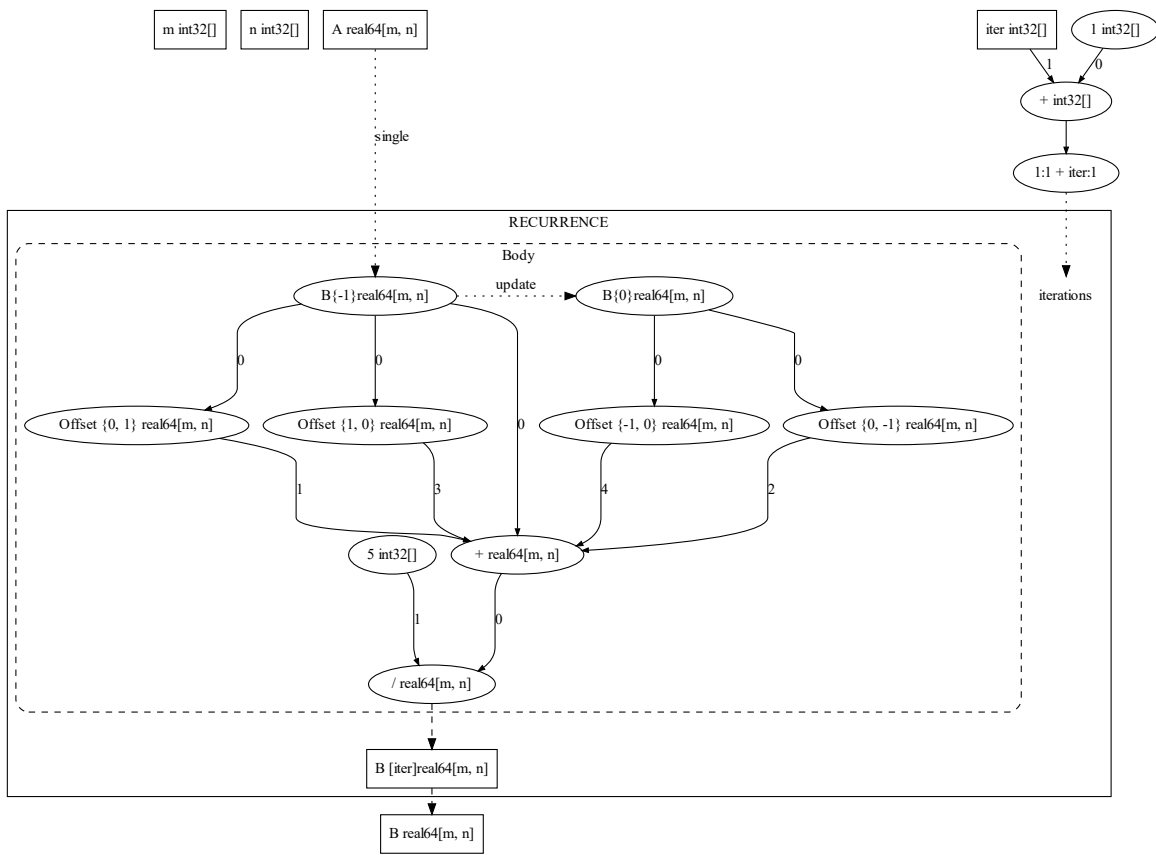 m int32[]
n int32[]
A real64[m, n]
iter int32[]
1 int32[]
1
0
+ int32[]
single
1:1 + iter:1
RECURRENCE
Body
B{-1}real64[m, n]
update
B{0}real64[m, n]
iterations
0
0
0
0
Offset {0, 1} real64[m, n]
Offset {1, 0} real64[m, n]
0
Offset {-1, 0} real64[m, n]
Offset {0, -1} real64[m, n]
1
3
4
2
5 int32[]
+ real64[m, n]
1
0
/ real64[m, n]
B [iter]real64[m, n]
B real64[m, n]